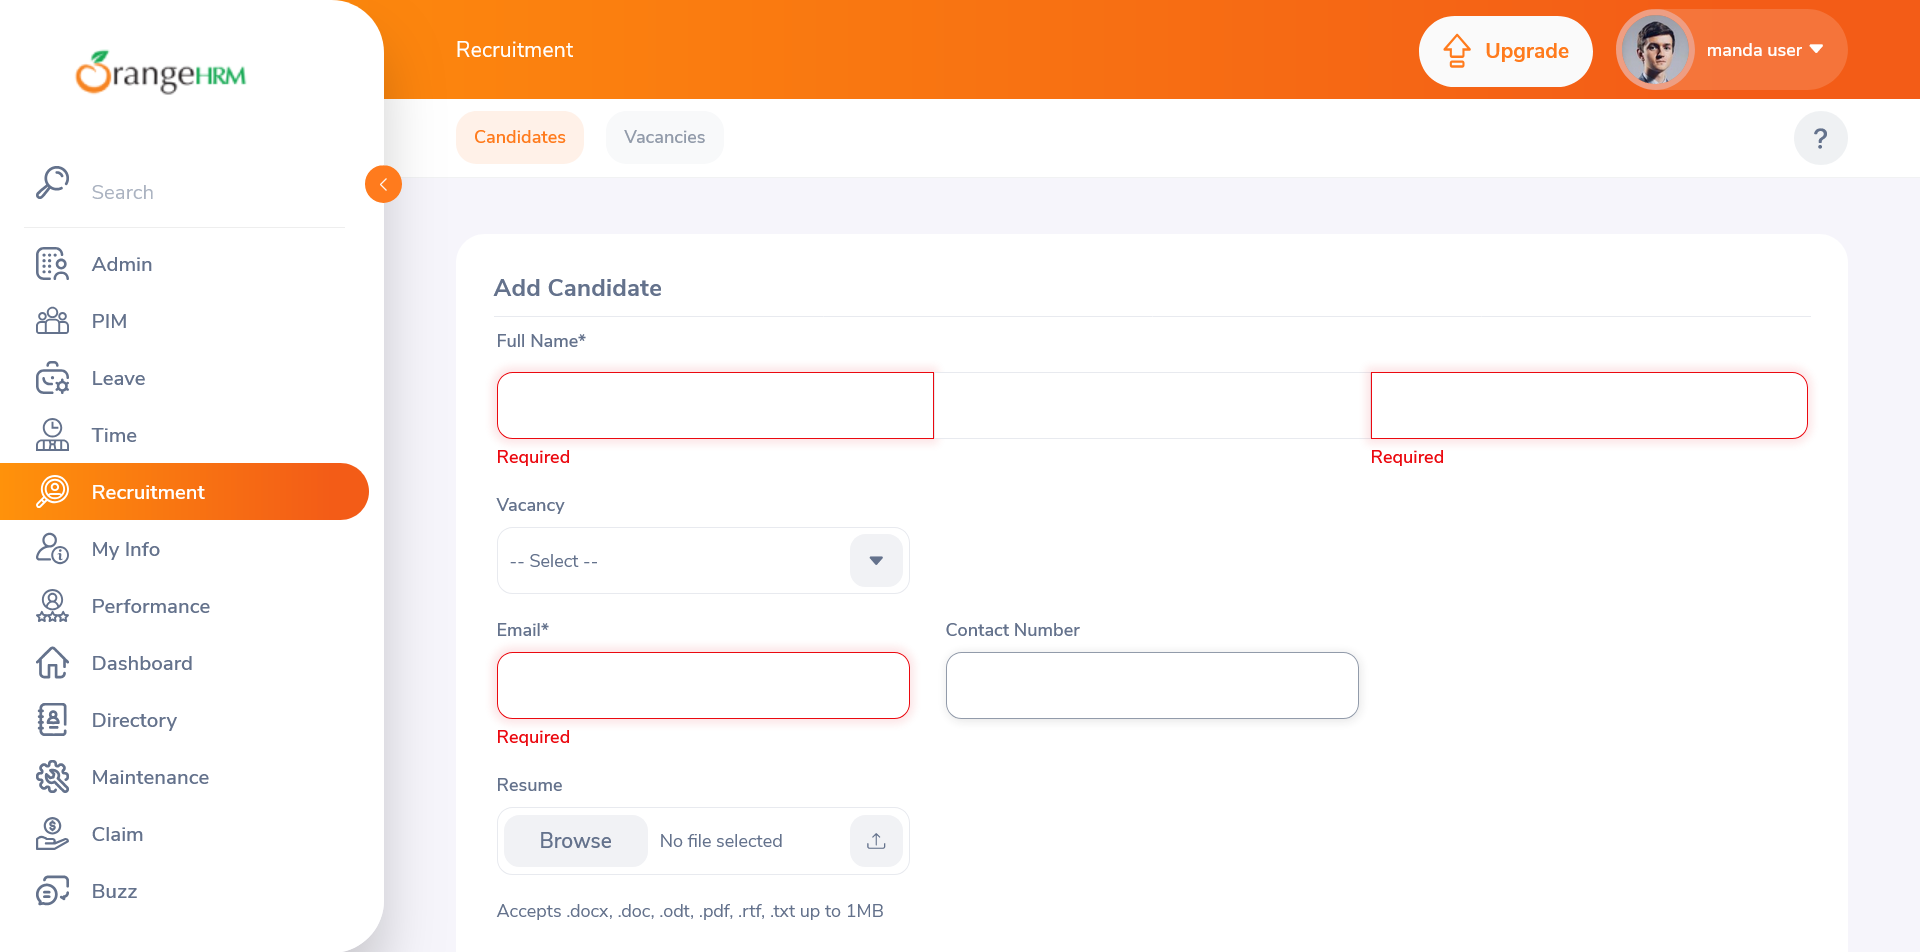 OrangeHRM
Recruitment
Upgrade
manda user
Candidates
Vacancies
?
Search
Admin
PIM
Leave
Time
Recruitment
My Info
Performance
Dashboard
Directory
Maintenance
Claim
Buzz
Add Candidate
Full Name*
Required
Required
Vacancy
-- Select --
Email*
Contact Number
Required
Resume
Browse
No file selected
Accepts .docx, .doc, .odt, .pdf, .rtf, .txt up to 1MB